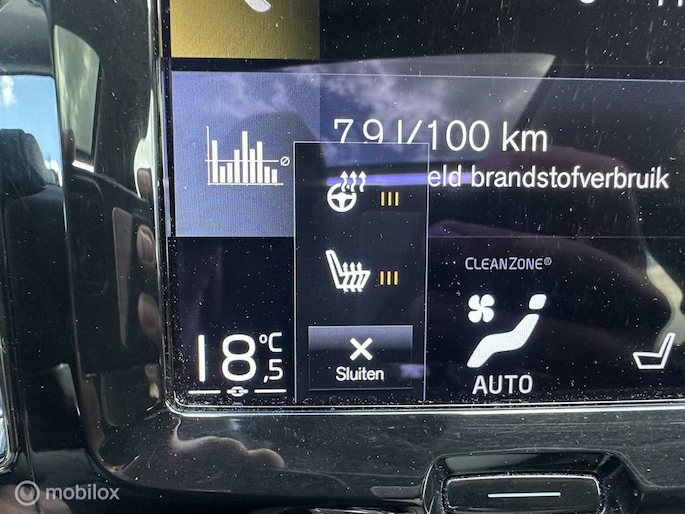 7,9 l/100 km
eld brandstofverbruik
CLEANZONE®
18,5 °C
Sluiten
AUTO
mobilox